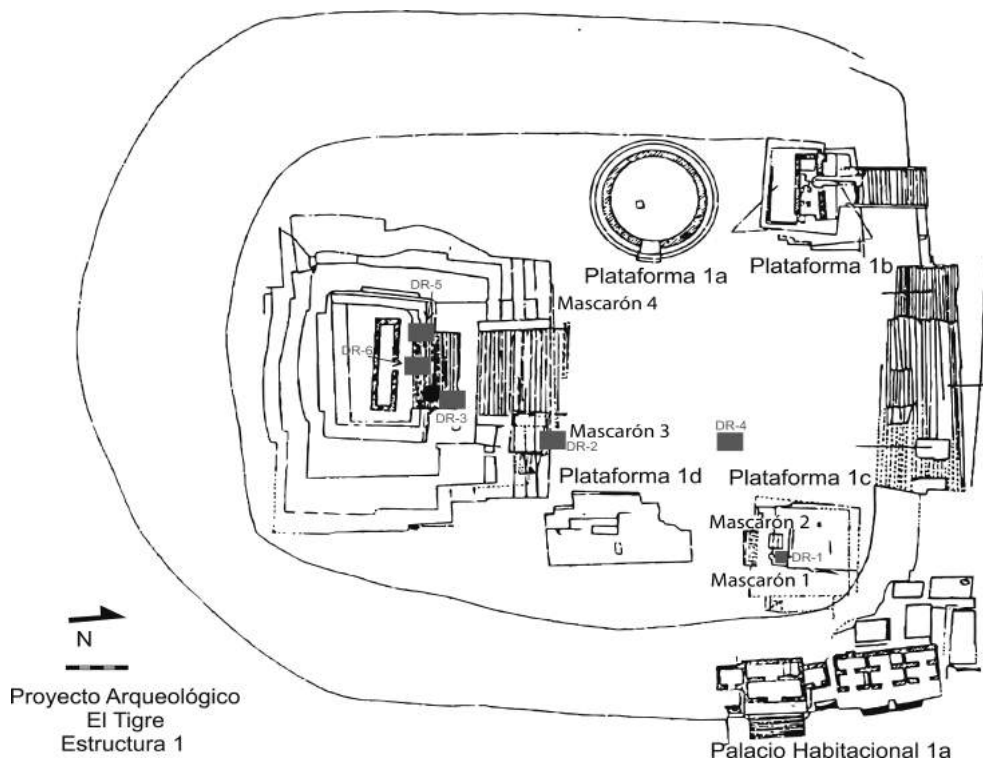 Plataforma 1a
Plataforma 1b
DR-5
Mascarón 4
DR-6
DR-3
Mascarón 3
DR-2
DR-4
Plataforma 1d
Plataforma 1c
Mascarón 2
DR-1
Mascarón 1
N
Proyecto Arqueológico
El Tigre
Estructura 1
Palacio Habitacional 1a